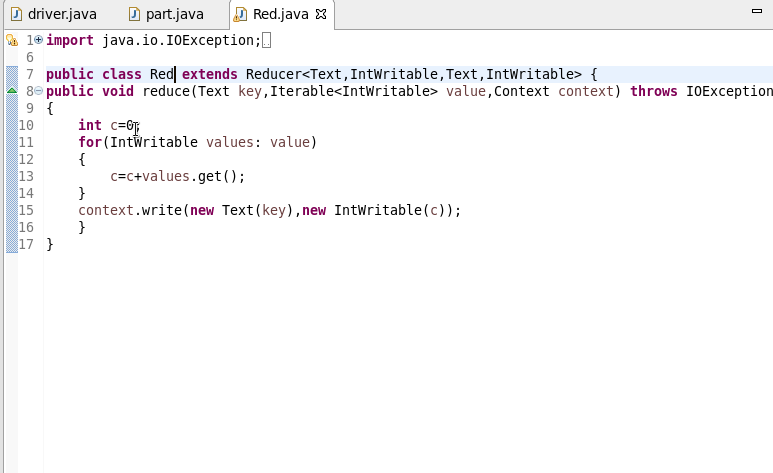 driver.java part.java Red.java
1 import java.io.IOException;
6
7 public class Red extends Reducer<Text,IntWritable,Text,IntWritable> {
8 public void reduce(Text key,Iterable<IntWritable> value,Context context) throws IOException
9 {
10 int c=0;
11 for(IntWritable values: value)
12 {
13 c=c+values.get();
14 }
15 context.write(new Text(key),new IntWritable(c));
16 }
17 }